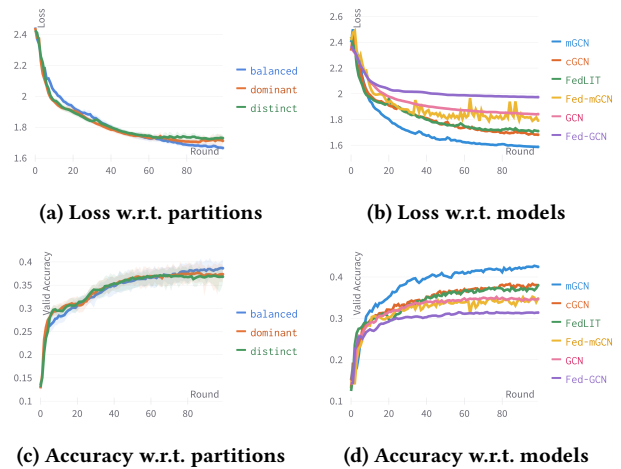 Loss
2.4
2.2
2
1.8
1.6
0
20
40
60
80
Round
balanced
dominant
distinct
(a) Loss w.r.t. partitions
Loss
2.6
2.4
2.2
2
1.8
1.6
0
20
40
60
80
Round
mGCN
cGCN
FedLIT
Fed-mGCN
GCN
Fed-GCN
(b) Loss w.r.t. models
Valid Accuracy
0.4
0.35
0.3
0.25
0.2
0.15
0.1
0
20
40
60
80
Round
balanced
dominant
distinct
(c) Accuracy w.r.t. partitions
Valid Accuracy
0.4
0.3
0.2
0.1
0
20
40
60
80
Round
mGCN
cGCN
FedLIT
Fed-mGCN
GCN
Fed-GCN
(d) Accuracy w.r.t. models